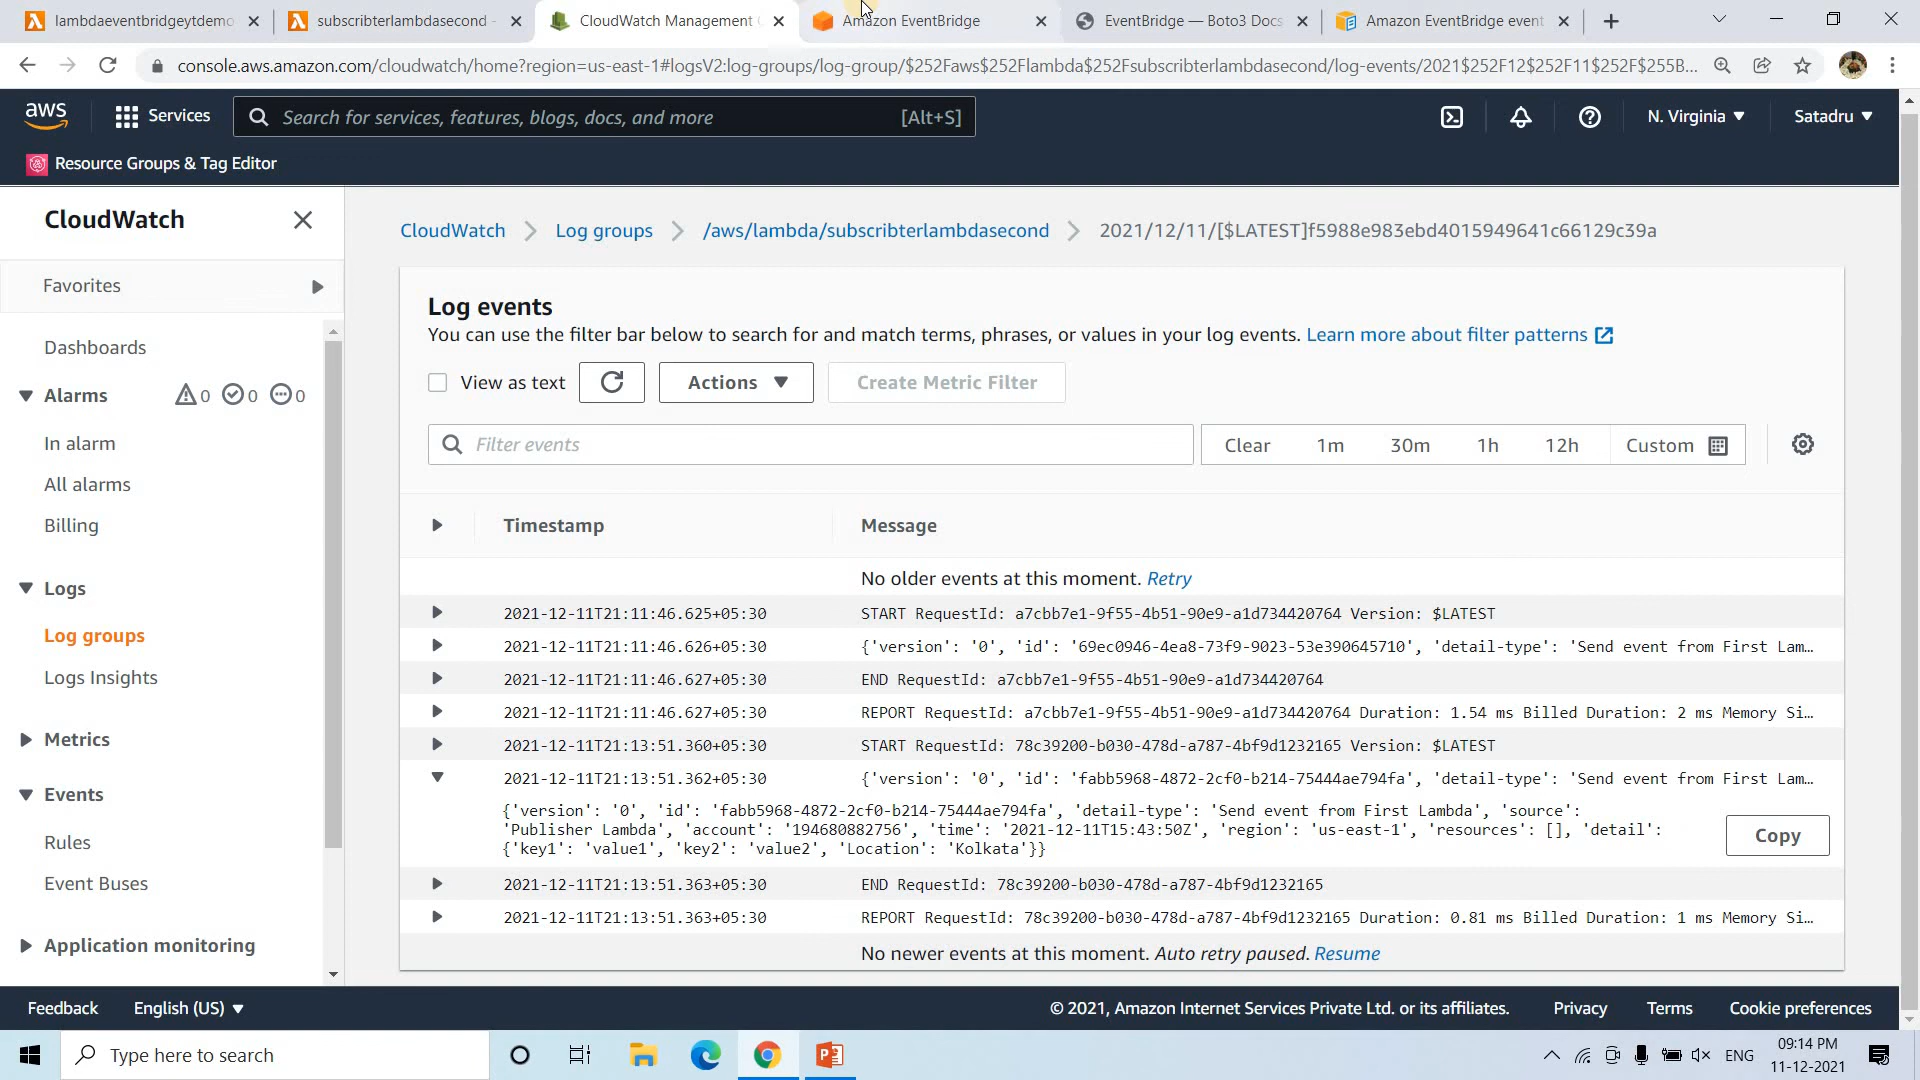 lambdaeventbridgeytdemo
subscribterlambdasecond -
CloudWatch Management C
Amazon EventBridge
EventBridge — Boto3 Docs
Amazon EventBridge event
console.aws.amazon.com/cloudwatch/home?region=us-east-1#logsV2:log-groups/log-group/$252Faws$252Flambda$252Fsubscribterlambdasecond/log-events/2021$252F12$252F11$252F$255B...
aws
Services
Search for services, features, blogs, docs, and more
[Alt+S]
N. Virginia
Satadru
Resource Groups & Tag Editor
CloudWatch
Favorites
Dashboards
Alarms 0 0 0
In alarm
All alarms
Billing
Logs
Log groups
Logs Insights
Metrics
Events
Rules
Event Buses
Application monitoring
CloudWatch
Log groups
/aws/lambda/subscribterlambdasecond
2021/12/11/[$LATEST]f5988e983ebd4015949641c66129c39a
Log events
You can use the filter bar below to search for and match terms, phrases, or values in your log events. Learn more about filter patterns
View as text
Actions
Create Metric Filter
Filter events
Clear 1m 30m 1h 12h Custom
Timestamp Message
No older events at this moment. Retry
2021-12-11T21:11:46.625+05:30 START RequestId: a7cbb7e1-9f55-4b51-90e9-a1d734420764 Version: $LATEST
2021-12-11T21:11:46.626+05:30 {'version': '0', 'id': '69ec0946-4ea8-73f9-9023-53e390645710', 'detail-type': 'Send event from First Lam…
2021-12-11T21:11:46.627+05:30 END RequestId: a7cbb7e1-9f55-4b51-90e9-a1d734420764
2021-12-11T21:11:46.627+05:30 REPORT RequestId: a7cbb7e1-9f55-4b51-90e9-a1d734420764 Duration: 1.54 ms Billed Duration: 2 ms Memory Si…
2021-12-11T21:13:51.360+05:30 START RequestId: 78c39200-b030-478d-a787-4bf9d1232165 Version: $LATEST
2021-12-11T21:13:51.362+05:30 {'version': '0', 'id': 'fabb5968-4872-2cf0-b214-75444ae794fa', 'detail-type': 'Send event from First Lam…
{'version': '0', 'id': 'fabb5968-4872-2cf0-b214-75444ae794fa', 'detail-type': 'Send event from First Lambda', 'source':
'Publisher Lambda', 'account': '194680882756', 'time': '2021-12-11T15:43:50Z', 'region': 'us-east-1', 'resources': [], 'detail':
{'key1': 'value1', 'key2': 'value2', 'Location': 'Kolkata'}}
Copy
2021-12-11T21:13:51.363+05:30 END RequestId: 78c39200-b030-478d-a787-4bf9d1232165
2021-12-11T21:13:51.363+05:30 REPORT RequestId: 78c39200-b030-478d-a787-4bf9d1232165 Duration: 0.81 ms Billed Duration: 1 ms Memory Si…
No newer events at this moment. Auto retry paused. Resume
Feedback
English (US)
© 2021, Amazon Internet Services Private Ltd. or its affiliates.
Privacy
Terms
Cookie preferences
Type here to search
ENG
09:14 PM
11-12-2021